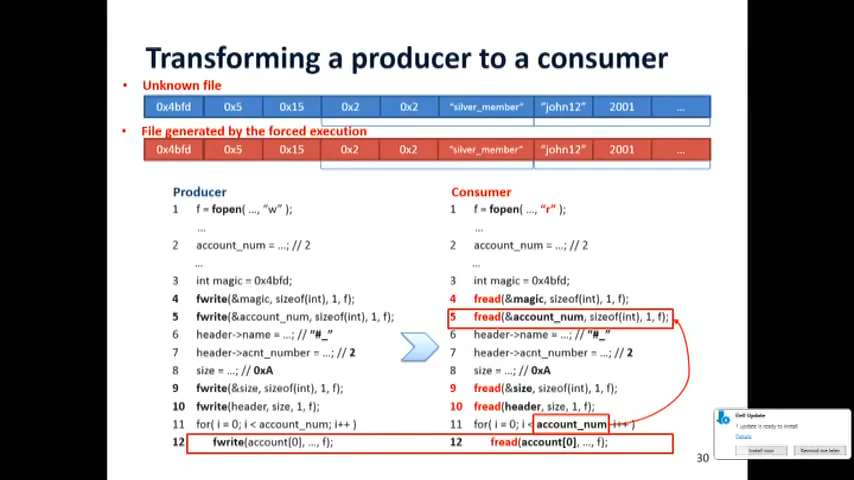 Transforming a producer to a consumer
• Unknown file
0x4bfd 0x5 0x15 0x2 0x2 "silver_member" "john12" 2001 ...
• File generated by the forced execution
0x4bfd 0x5 0x15 0x2 0x2 "silver_member" "john12" 2001 ...
Producer
1 f = fopen( ..., "w" );
...
2 account_num = ...; // 2
...
3 int magic = 0x4bfd;
4 fwrite(&magic, sizeof(int), 1, f);
5 fwrite(&account_num, sizeof(int), 1, f);
6 header->name = ...; // "#_"
7 header->acnt_number = ...; // 2
8 size = ...; // 0xA
9 fwrite(&size, sizeof(int), 1, f);
10 fwrite(header, size, 1, f);
11 for( i = 0; i < account_num; i++ )
12 fwrite(account[0], ..., f);
Consumer
1 f = fopen( ..., "r" );
...
2 account_num = ...; // 2
...
3 int magic = 0x4bfd;
4 fread(&magic, sizeof(int), 1, f);
5 fread(&account_num, sizeof(int), 1, f);
6 header->name = ...; // "#_"
7 header->acnt_number = ...; // 2
8 size = ...; // 0xA
9 fread(&size, sizeof(int), 1, f);
10 fread(header, size, 1, f);
11 for( i = 0; i < account_num; i++ )
12 fread(account[0], ..., f);
30
Dell Update
1 update is ready to install
Details
Install now Remind me later